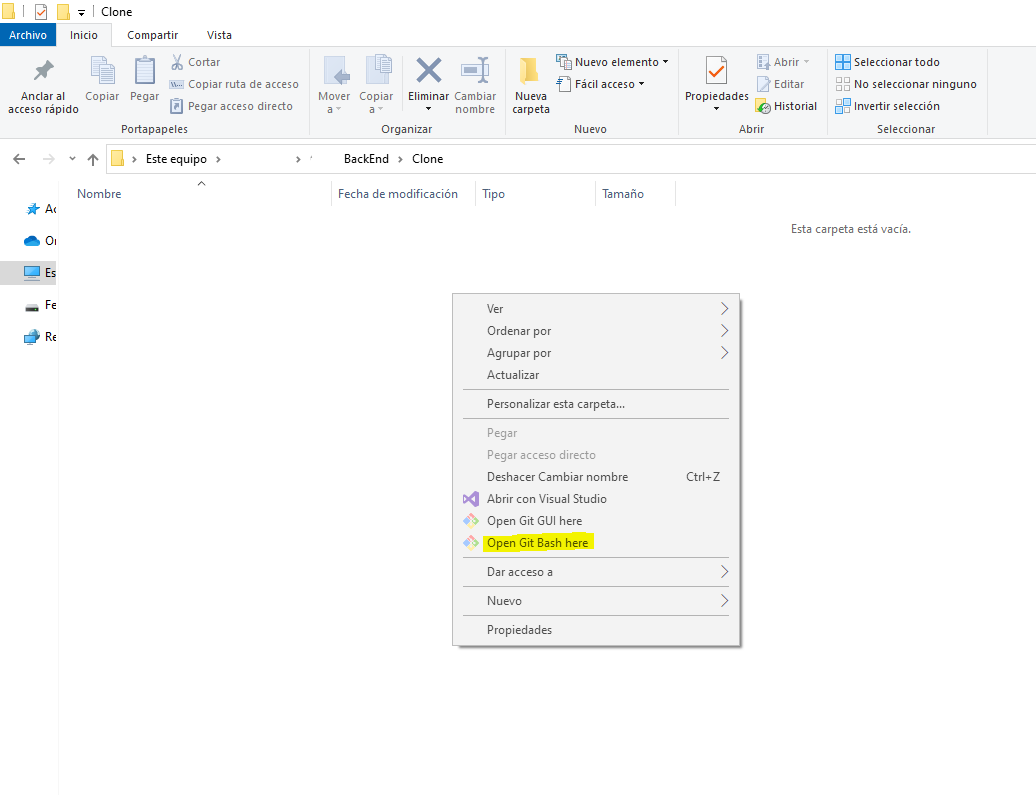 Clone
Archivo
Inicio
Compartir
Vista
Anclar al
acceso rápido
Copiar
Pegar
Cortar
Copiar ruta de acceso
Pegar acceso directo
Portapapeles
Mover
a
Copiar
a
Eliminar
Cambiar
nombre
Organizar
Nueva
carpeta
Nuevo elemento
Fácil acceso
Nuevo
Propiedades
Abrir
Editar
Historial
Abrir
Seleccionar todo
No seleccionar ninguno
Invertir selección
Seleccionar
Este equipo
BackEnd
Clone
Nombre
Fecha de modificación
Tipo
Tamaño
Esta carpeta está vacía.
Es
Fe
Re
Ver
Ordenar por
Agrupar por
Actualizar
Personalizar esta carpeta...
Pegar
Pegar acceso directo
Deshacer Cambiar nombre Ctrl+Z
Abrir con Visual Studio
Open Git GUI here
Open Git Bash here
Dar acceso a
Nuevo
Propiedades